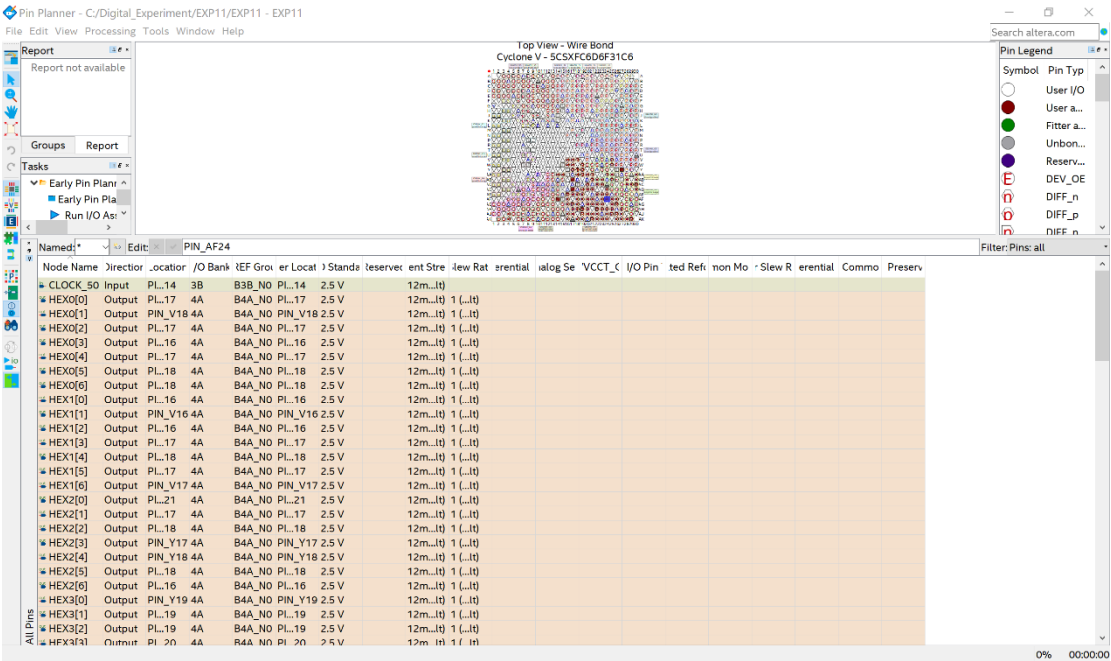 Pin Planner - C:/Digital_Experiment/EXP11/EXP11 - EXP11
File Edit View Processing Tools Window Help
Search altera.com
Report
Report not available
Groups Report
Tasks
Early Pin Plann
Early Pin Pla
Run I/O Ass
Top View - Wire Bond
Cyclone V - 5CSXFC6D6F31C6
Pin Legend
Symbol Pin Typ
User I/O
User a...
Fitter a...
Unbon...
Reserv...
E DEV_OE
n DIFF_n
p DIFF_p
n DIFF_n
Named: * Edit: PIN_AF24
Filter: Pins: all
Node Name Direction Location I/O Bank REF Grou er Locat Standa Reserved ent Stre lew Rat erential alog Se 'VCCT_C I/O Pin ted Refe mon Mo r Slew R erential Commo Preserv
CLOCK_50 Input PI...14 3B B3B_N0 PI...14 2.5 V 12m...lt)
HEX0[0] Output PI...17 4A B4A_N0 PI...17 2.5 V 12m...lt) 1 (...lt)
HEX0[1] Output PIN_V18 4A B4A_N0 PIN_V18 2.5 V 12m...lt) 1 (...lt)
HEX0[2] Output PI...17 4A B4A_N0 PI...17 2.5 V 12m...lt) 1 (...lt)
HEX0[3] Output PI...16 4A B4A_N0 PI...16 2.5 V 12m...lt) 1 (...lt)
HEX0[4] Output PI...17 4A B4A_N0 PI...17 2.5 V 12m...lt) 1 (...lt)
HEX0[5] Output PI...18 4A B4A_N0 PI...18 2.5 V 12m...lt) 1 (...lt)
HEX0[6] Output PI...18 4A B4A_N0 PI...18 2.5 V 12m...lt) 1 (...lt)
HEX1[0] Output PI...16 4A B4A_N0 PI...16 2.5 V 12m...lt) 1 (...lt)
HEX1[1] Output PIN_V16 4A B4A_N0 PIN_V16 2.5 V 12m...lt) 1 (...lt)
HEX1[2] Output PI...16 4A B4A_N0 PI...16 2.5 V 12m...lt) 1 (...lt)
HEX1[3] Output PI...17 4A B4A_N0 PI...17 2.5 V 12m...lt) 1 (...lt)
HEX1[4] Output PI...18 4A B4A_N0 PI...18 2.5 V 12m...lt) 1 (...lt)
HEX1[5] Output PI...17 4A B4A_N0 PI...17 2.5 V 12m...lt) 1 (...lt)
HEX1[6] Output PIN_V17 4A B4A_N0 PIN_V17 2.5 V 12m...lt) 1 (...lt)
HEX2[0] Output PI...21 4A B4A_N0 PI...21 2.5 V 12m...lt) 1 (...lt)
HEX2[1] Output PI...17 4A B4A_N0 PI...17 2.5 V 12m...lt) 1 (...lt)
HEX2[2] Output PI...18 4A B4A_N0 PI...18 2.5 V 12m...lt) 1 (...lt)
HEX2[3] Output PIN_Y17 4A B4A_N0 PIN_Y17 2.5 V 12m...lt) 1 (...lt)
HEX2[4] Output PIN_Y18 4A B4A_N0 PIN_Y18 2.5 V 12m...lt) 1 (...lt)
HEX2[5] Output PI...18 4A B4A_N0 PI...18 2.5 V 12m...lt) 1 (...lt)
HEX2[6] Output PI...16 4A B4A_N0 PI...16 2.5 V 12m...lt) 1 (...lt)
HEX3[0] Output PIN_Y19 4A B4A_N0 PIN_Y19 2.5 V 12m...lt) 1 (...lt)
HEX3[1] Output PI...19 4A B4A_N0 PI...19 2.5 V 12m...lt) 1 (...lt)
HEX3[2] Output PI...19 4A B4A_N0 PI...19 2.5 V 12m...lt) 1 (...lt)
HEX3[3] Output PI...20 4A B4A_N0 PI...20 2.5 V 12m...lt) 1 (...lt)
All Pins
0% 00:00:00